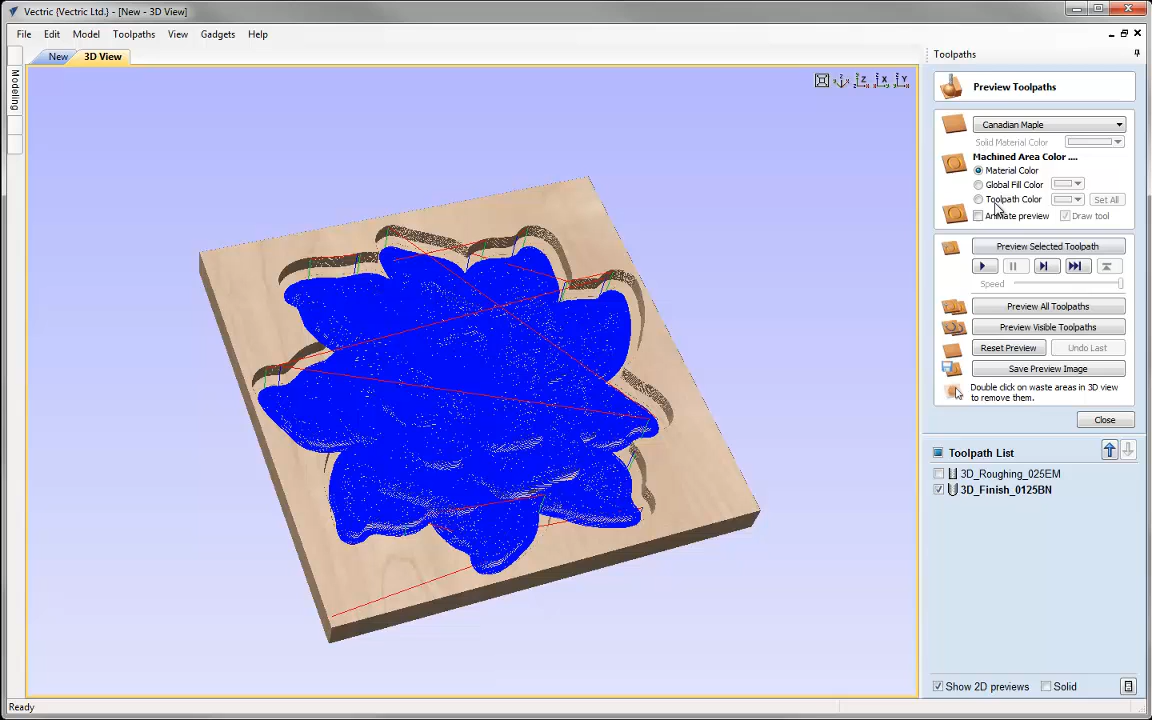 Vectric {Vectric Ltd.} - [New - 3D View]
File Edit Model Toolpaths View Gadgets Help
New 3D View
Modeling
Z X Y
Toolpaths
Preview Toolpaths
Canadian Maple
Solid Material Color
Machined Area Color ....
Material Color
Global Fill Color
Toolpath Color Set All
Animate preview Draw tool
Preview Selected Toolpath
Speed
Preview All Toolpaths
Preview Visible Toolpaths
Reset Preview Undo Last
Save Preview Image
Double click on waste areas in 3D view
to remove them.
Close
Toolpath List
3D_Roughing_025EM
3D_Finish_0125BN
Show 2D previews Solid
Ready